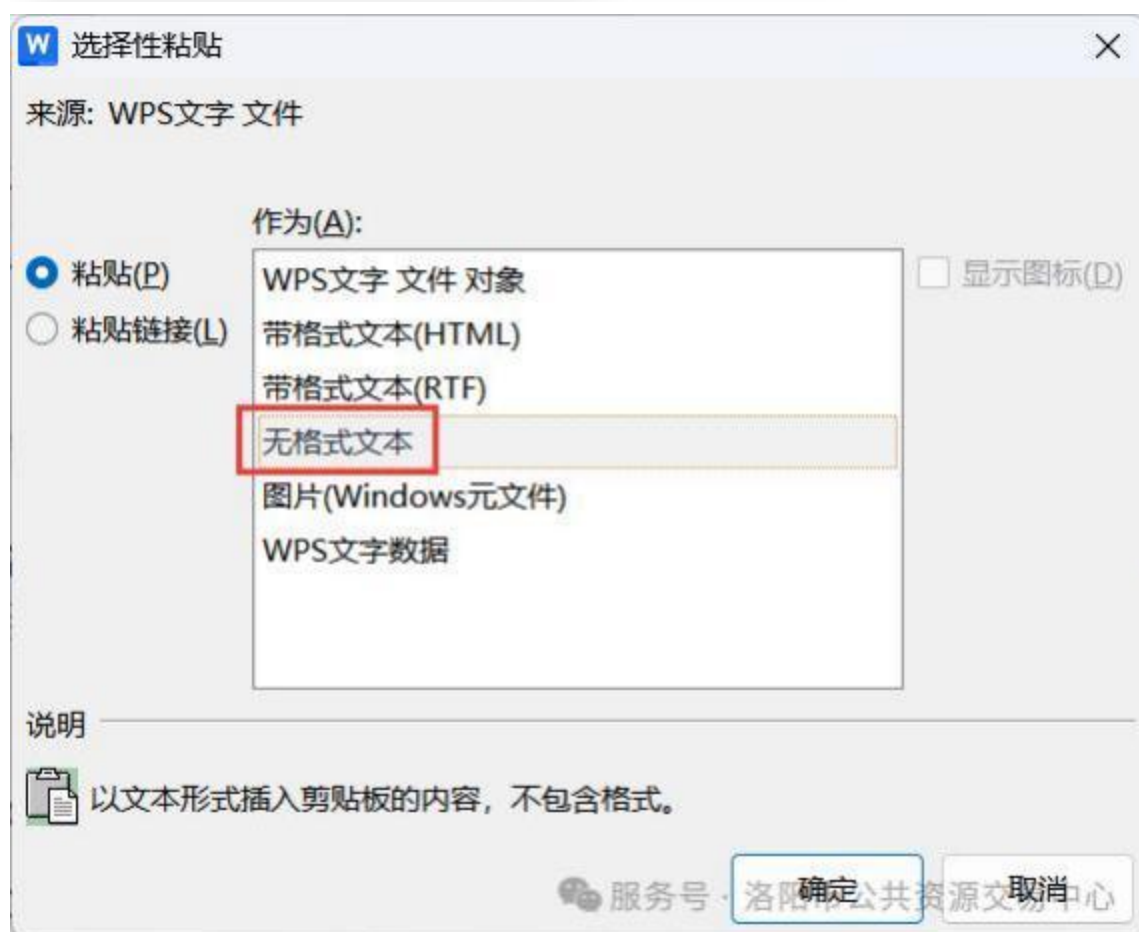 W 选择性粘贴
来源: WPS文字 文件
作为(A):
粘贴(P)
粘贴链接(L)
WPS文字 文件 对象
带格式文本(HTML)
带格式文本(RTF)
无格式文本
图片(Windows元文件)
WPS文字数据
显示图标(D)
说明
以文本形式插入剪贴板的内容，不包含格式。
确定
取消
服务号 · 洛阳市公共资源交易中心